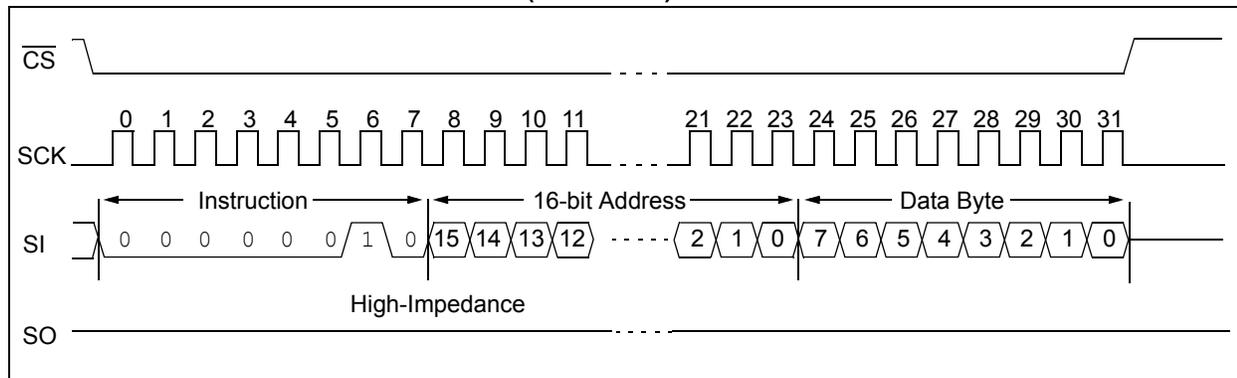 CS
0 1 2 3 4 5 6 7 8 9 10 11 21 22 23 24 25 26 27 28 29 30 31
SCK
Instruction 16-bit Address Data Byte
SI 0 0 0 0 0 0 1 0 15 14 13 12 2 1 0 7 6 5 4 3 2 1 0
High-Impedance
SO